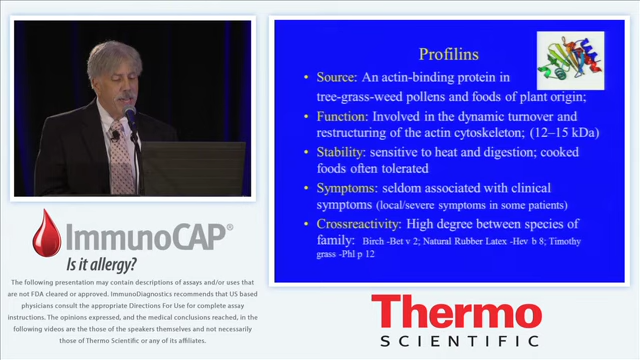 Profilins
• Source: An actin-binding protein in
tree-grass-weed pollens and foods of plant origin;
• Function: Involved in the dynamic turnover and
restructuring of the actin cytoskeleton; (12–15 kDa)
• Stability: sensitive to heat and digestion; cooked
foods often tolerated
• Symptoms: seldom associated with clinical
symptoms (local/severe symptoms in some patients)
• Crossreactivity: High degree between species of
family: Birch -Bet v 2; Natural Rubber Latex -Hev b 8; Timothy
grass -Phl p 12
ImmunoCAP®
Is it allergy?
The following presentation may contain descriptions of assays and/or uses that
are not FDA cleared or approved. ImmunoDiagnostics recommends that US based
physicians consult the appropriate Directions For Use for complete assay
instructions. The opinions expressed, and the medical conclusions reached, in the
following videos are the those of the speakers themselves and not necessarily
those of Thermo Scientific or any of its affiliates.
Thermo
SCIENTIFIC